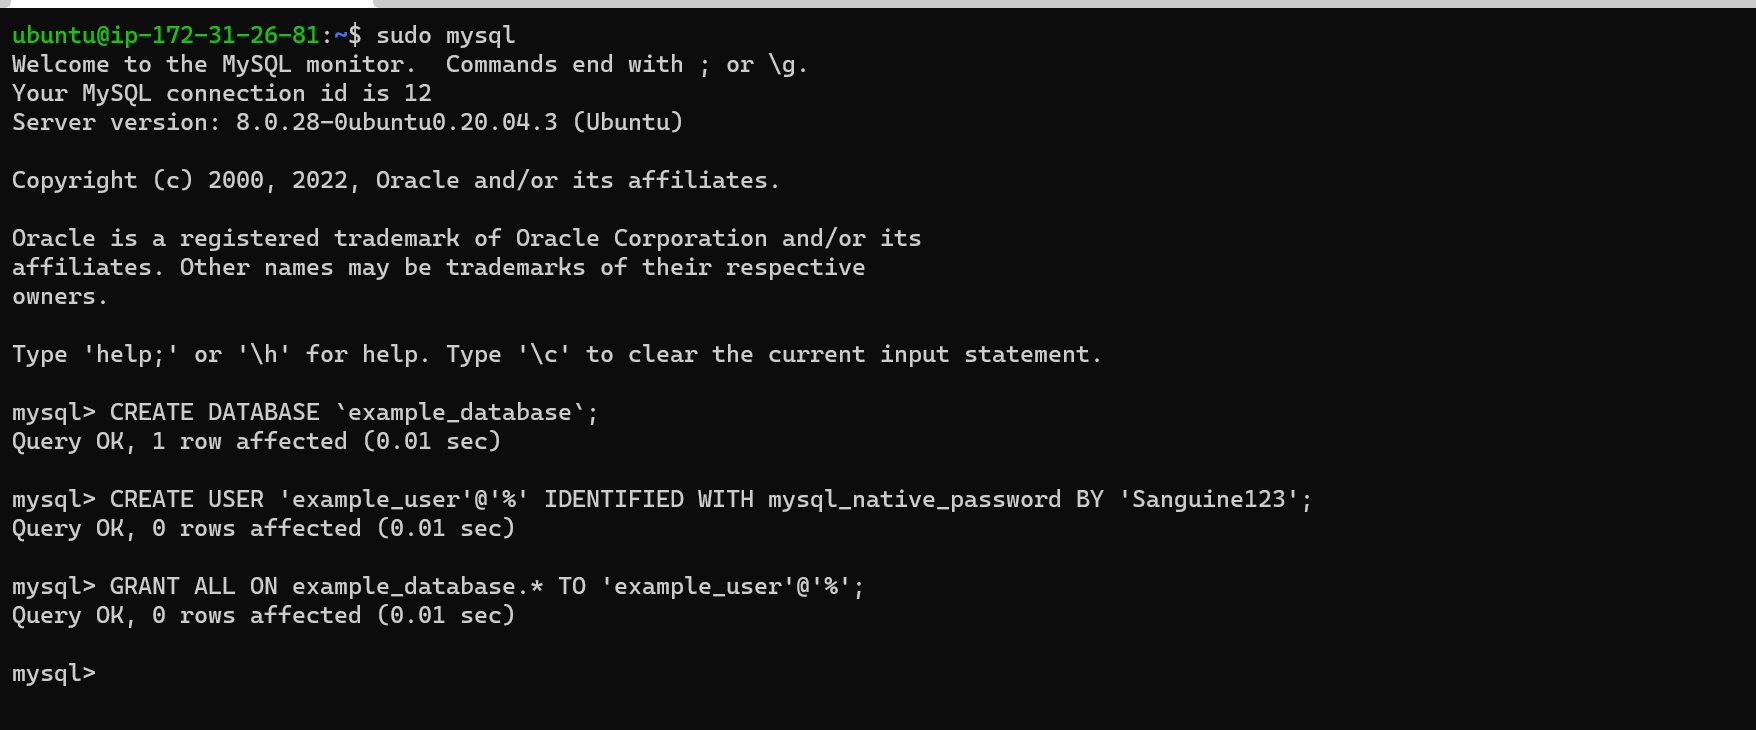 ubuntu@ip-172-31-26-81:~$ sudo mysql
Welcome to the MySQL monitor.  Commands end with ; or \g.
Your MySQL connection id is 12
Server version: 8.0.28-0ubuntu0.20.04.3 (Ubuntu)
Copyright (c) 2000, 2022, Oracle and/or its affiliates.
Oracle is a registered trademark of Oracle Corporation and/or its
affiliates. Other names may be trademarks of their respective
owners.
Type 'help;' or '\h' for help. Type '\c' to clear the current input statement.
mysql> CREATE DATABASE `example_database`;
Query OK, 1 row affected (0.01 sec)
mysql> CREATE USER 'example_user'@'%' IDENTIFIED WITH mysql_native_password BY 'Sanguine123';
Query OK, 0 rows affected (0.01 sec)
mysql> GRANT ALL ON example_database.* TO 'example_user'@'%';
Query OK, 0 rows affected (0.01 sec)
mysql>